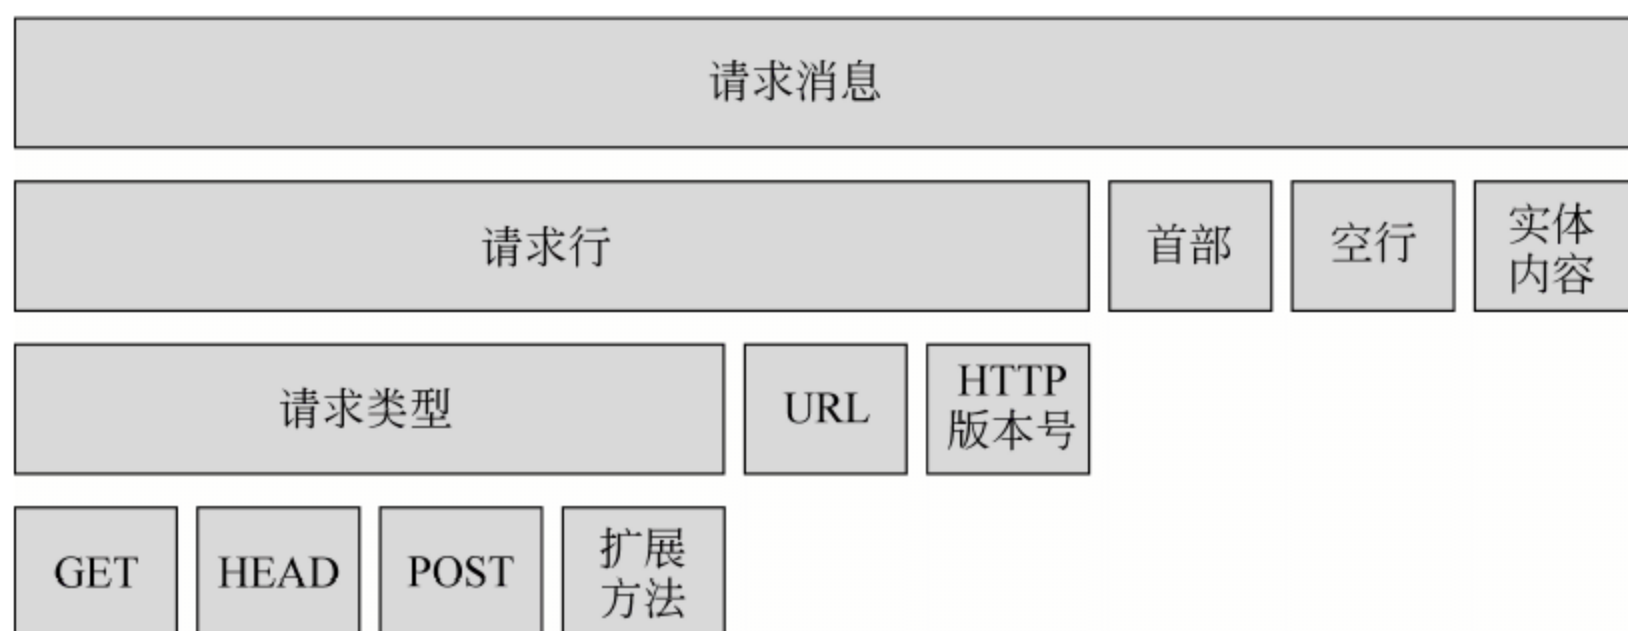 请求消息
请求行
首部
空行
实体
内容
请求类型
URL
HTTP
版本号
GET
HEAD
POST
扩展
方法